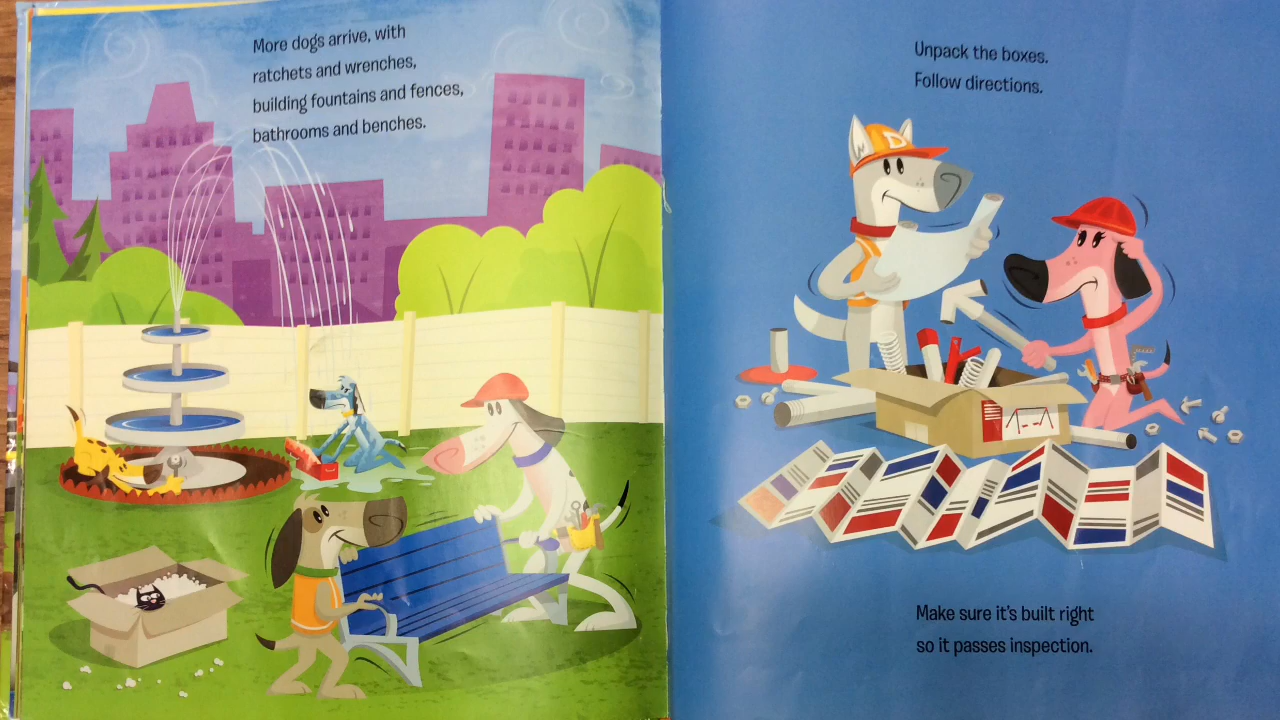 More dogs arrive, with
ratchets and wrenches,
building fountains and fences,
bathrooms and benches.
Unpack the boxes.
Follow directions.
D
Make sure it's built right
so it passes inspection.